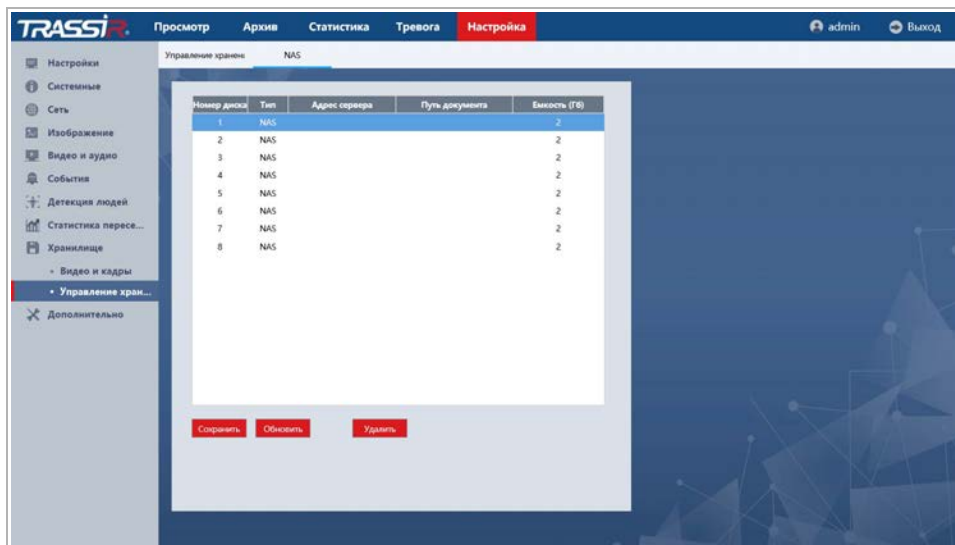 TRASSIR
Просмотр Архив Статистика Тревога Настройка admin Выход
Управление хранени NAS
Настройки
Системные
Сеть
Изображение
Видео и аудио
События
Детекция людей
Статистика пересе...
Хранилище
Видео и кадры
Управление хран...
Дополнительно
Номер диска Тип Адрес сервера Путь документа Емкость (Гб)
1 NAS 2
2 NAS 2
3 NAS 2
4 NAS 2
5 NAS 2
6 NAS 2
7 NAS 2
8 NAS 2
Сохранить Обновить Удалить